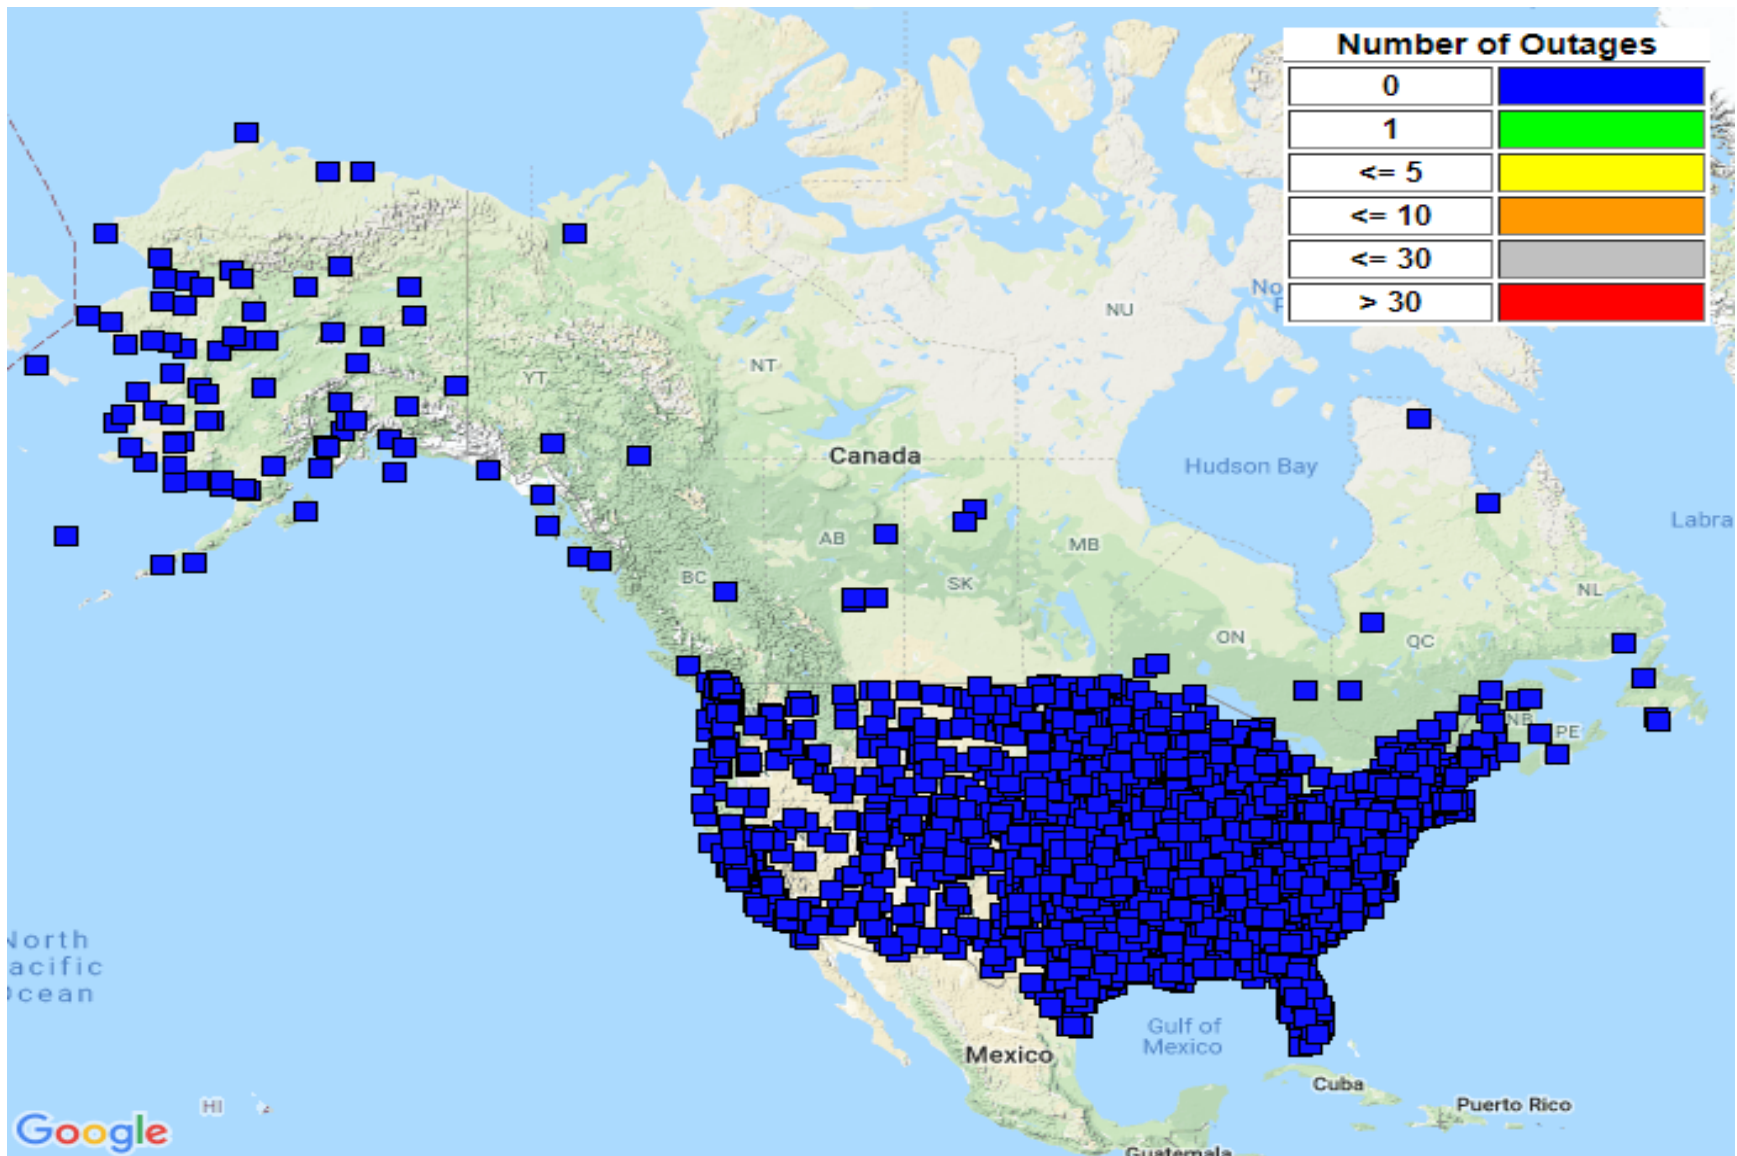 Number of Outages
0
1
<= 5
<= 10
<= 30
> 30
NU
NT
YT
Canada
Hudson Bay
Labra
AB
MB
BC
SK
NL
ON
QC
NB
PE
North
acific
Ocean
Gulf of
Mexico
Mexico
Cuba
HI
Puerto Rico
Google
Guatemala